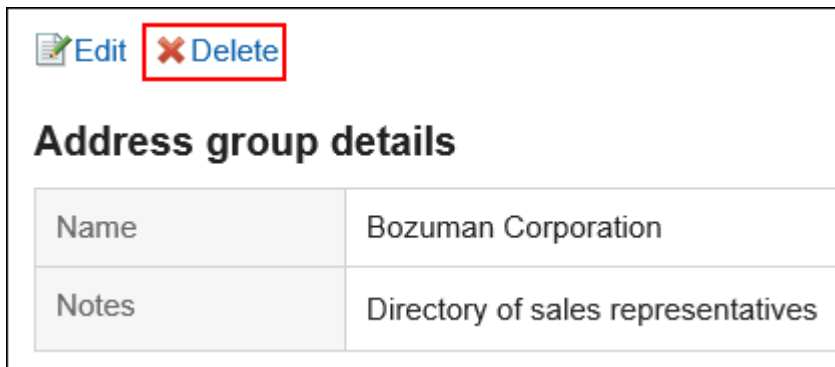 Edit Delete
Address group details
Name Bozuman Corporation
Notes Directory of sales representatives